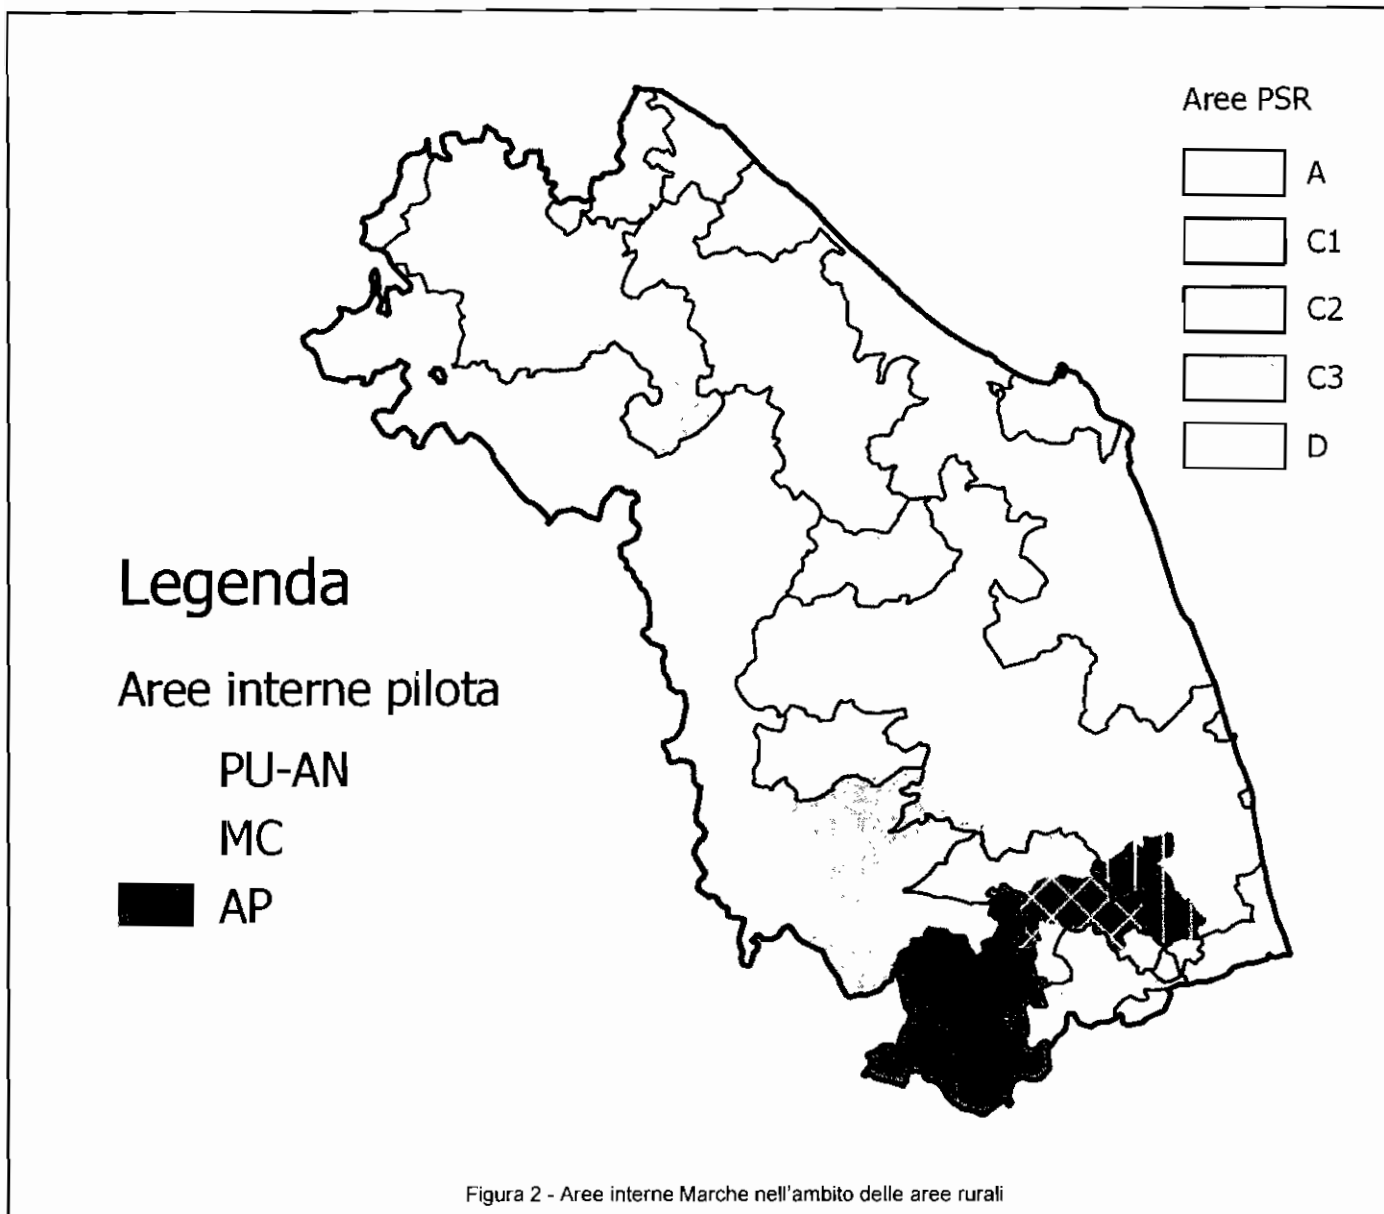 Aree PSR
A
C1
C2
C3
D
Legenda
Aree interne pilota
PU-AN
MC
AP
Figura 2 - Aree interne Marche nell'ambito delle aree rurali